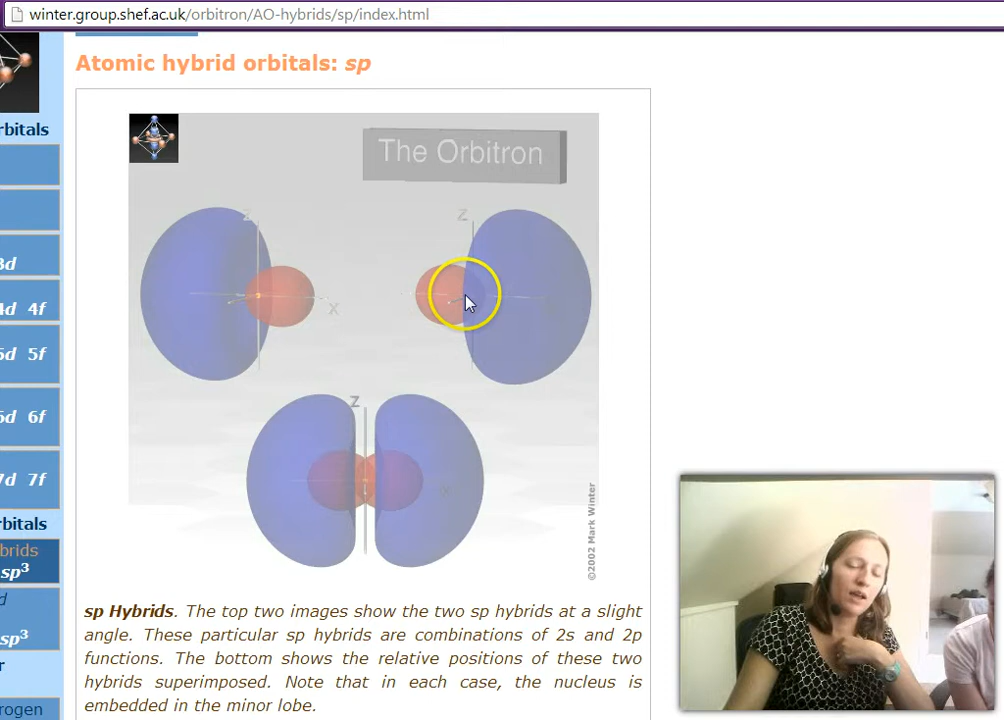 winter.group.shef.ac.uk/orbitron/AO-hybrids/sp/index.html
Atomic hybrid orbitals: sp
The Orbitron
Z
Z
X
Z
©2002 Mark Winter
rbitals
3d
4d 4f
5d 5f
6d 6f
7d 7f
rbitals
brids
sp³
d
sp³
r
rogen
sp Hybrids. The top two images show the two sp hybrids at a slight
angle. These particular sp hybrids are combinations of 2s and 2p
functions. The bottom shows the relative positions of these two
hybrids superimposed. Note that in each case, the nucleus is
embedded in the minor lobe.